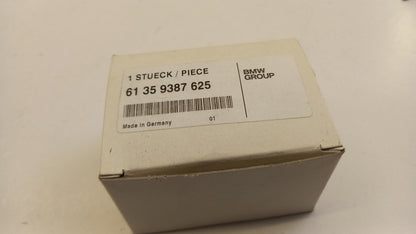 1 STUECK / PIECE
61 35 9387 625
Made in Germany 01
BMW
GROUP